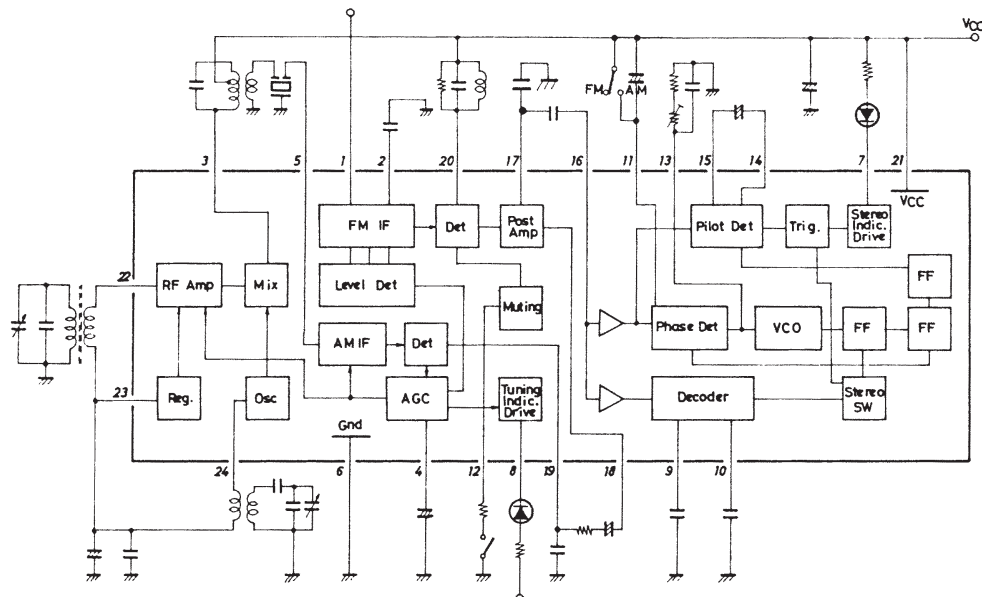 VCC
FM AM
3 5 1 2 20 17 16 11 13 15 14 7 21
VCC
FM IF
Det
Post
Amp
Pilot Det
Trig.
Stereo
Indic.
Drive
22
RF Amp
Mix
Level Det
Muting
FF
Phase Det
VCO
FF
FF
AM IF
Det
23
Reg.
Osc
AGC
Tuning
Indic.
Drive
Decoder
Stereo
SW
Gnd
24 6 4 12 8 19 18 9 10